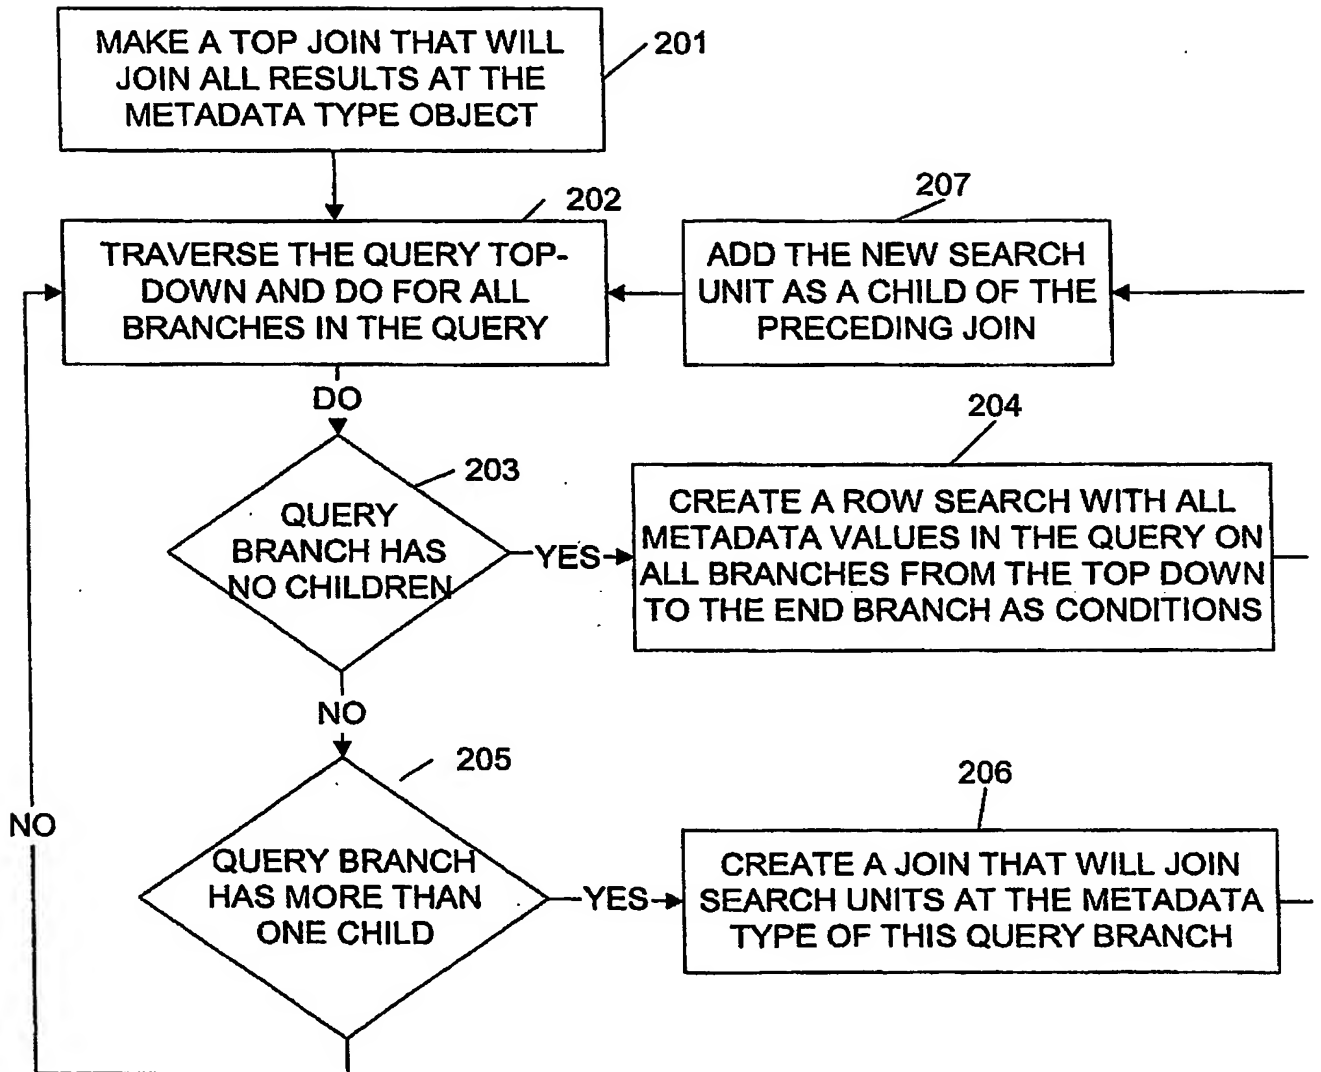 MAKE A TOP JOIN THAT WILL
JOIN ALL RESULTS AT THE
METADATA TYPE OBJECT
201
202
TRAVERSE THE QUERY TOP-
DOWN AND DO FOR ALL
BRANCHES IN THE QUERY
207
ADD THE NEW SEARCH
UNIT AS A CHILD OF THE
PRECEDING JOIN
DO
203
QUERY
BRANCH HAS
NO CHILDREN
YES
204
CREATE A ROW SEARCH WITH ALL
METADATA VALUES IN THE QUERY ON
ALL BRANCHES FROM THE TOP DOWN
TO THE END BRANCH AS CONDITIONS
NO
205
QUERY BRANCH
HAS MORE THAN
ONE CHILD
YES
206
CREATE A JOIN THAT WILL JOIN
SEARCH UNITS AT THE METADATA
TYPE OF THIS QUERY BRANCH
NO